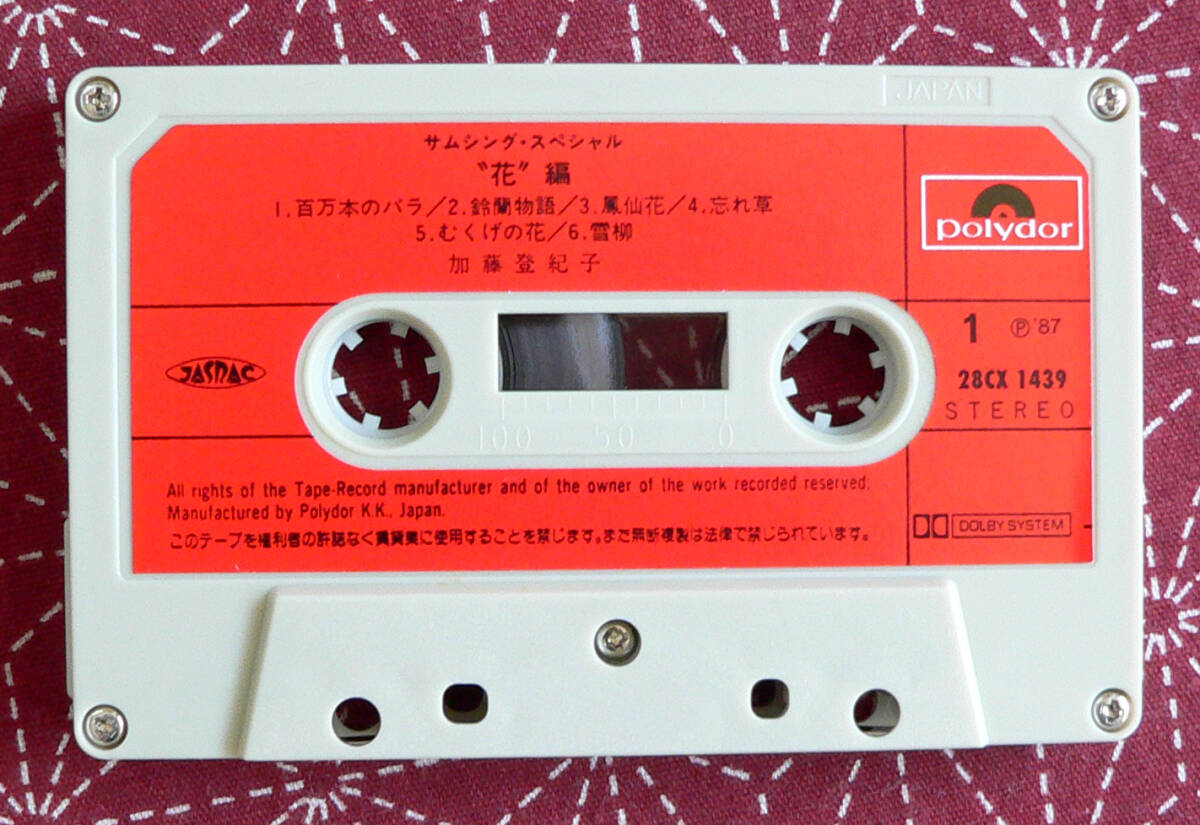 JAPAN
サムシング・スペシャル
〝花〟編
1.百万本のバラ/2.鈴蘭物語/3.鳳仙花/4.忘れ草
5.むくげの花/6.雪柳
加藤登紀子
polydor
JASRAC
1 Ⓟ'87
28CX 1439
STEREO
100 50 0
All rights of the Tape-Record manufacturer and of the owner of the work recorded reserved.
Manufactured by Polydor K.K., Japan.
このテープを権利者の許諾なく賃貸業に使用することを禁じます。また無断複製は法律で禁じられています。
DOLBY SYSTEM